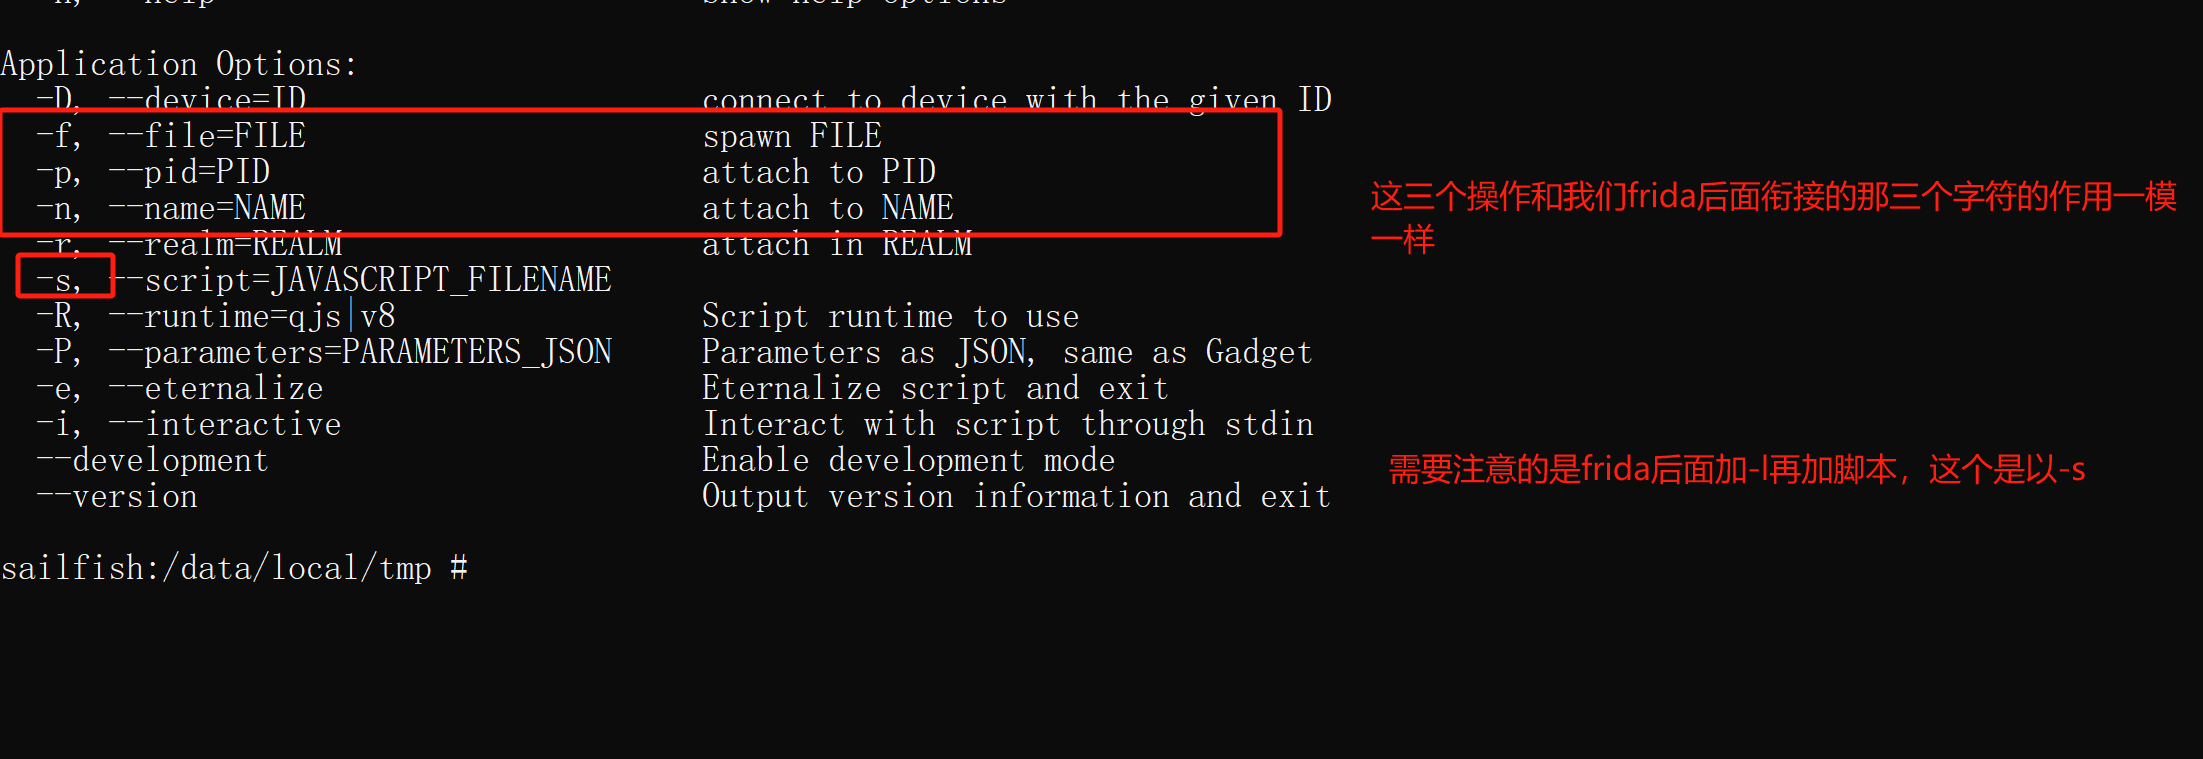 Application Options:
-D, --device=ID connect to device with the given ID
-f, --file=FILE spawn FILE
-p, --pid=PID attach to PID
-n, --name=NAME attach to NAME
这三个操作和我们frida后面衔接的那三个字符的作用一模
一样
-r, --realm=REALM attach in REALM
-s, --script=JAVASCRIPT_FILENAME
-R, --runtime=qjs|v8 Script runtime to use
-P, --parameters=PARAMETERS_JSON Parameters as JSON, same as Gadget
-e, --eternalize Eternalize script and exit
-i, --interactive Interact with script through stdin
--development Enable development mode
需要注意的是frida后面加-l再加脚本，这个是以-s
--version Output version information and exit
sailfish:/data/local/tmp #